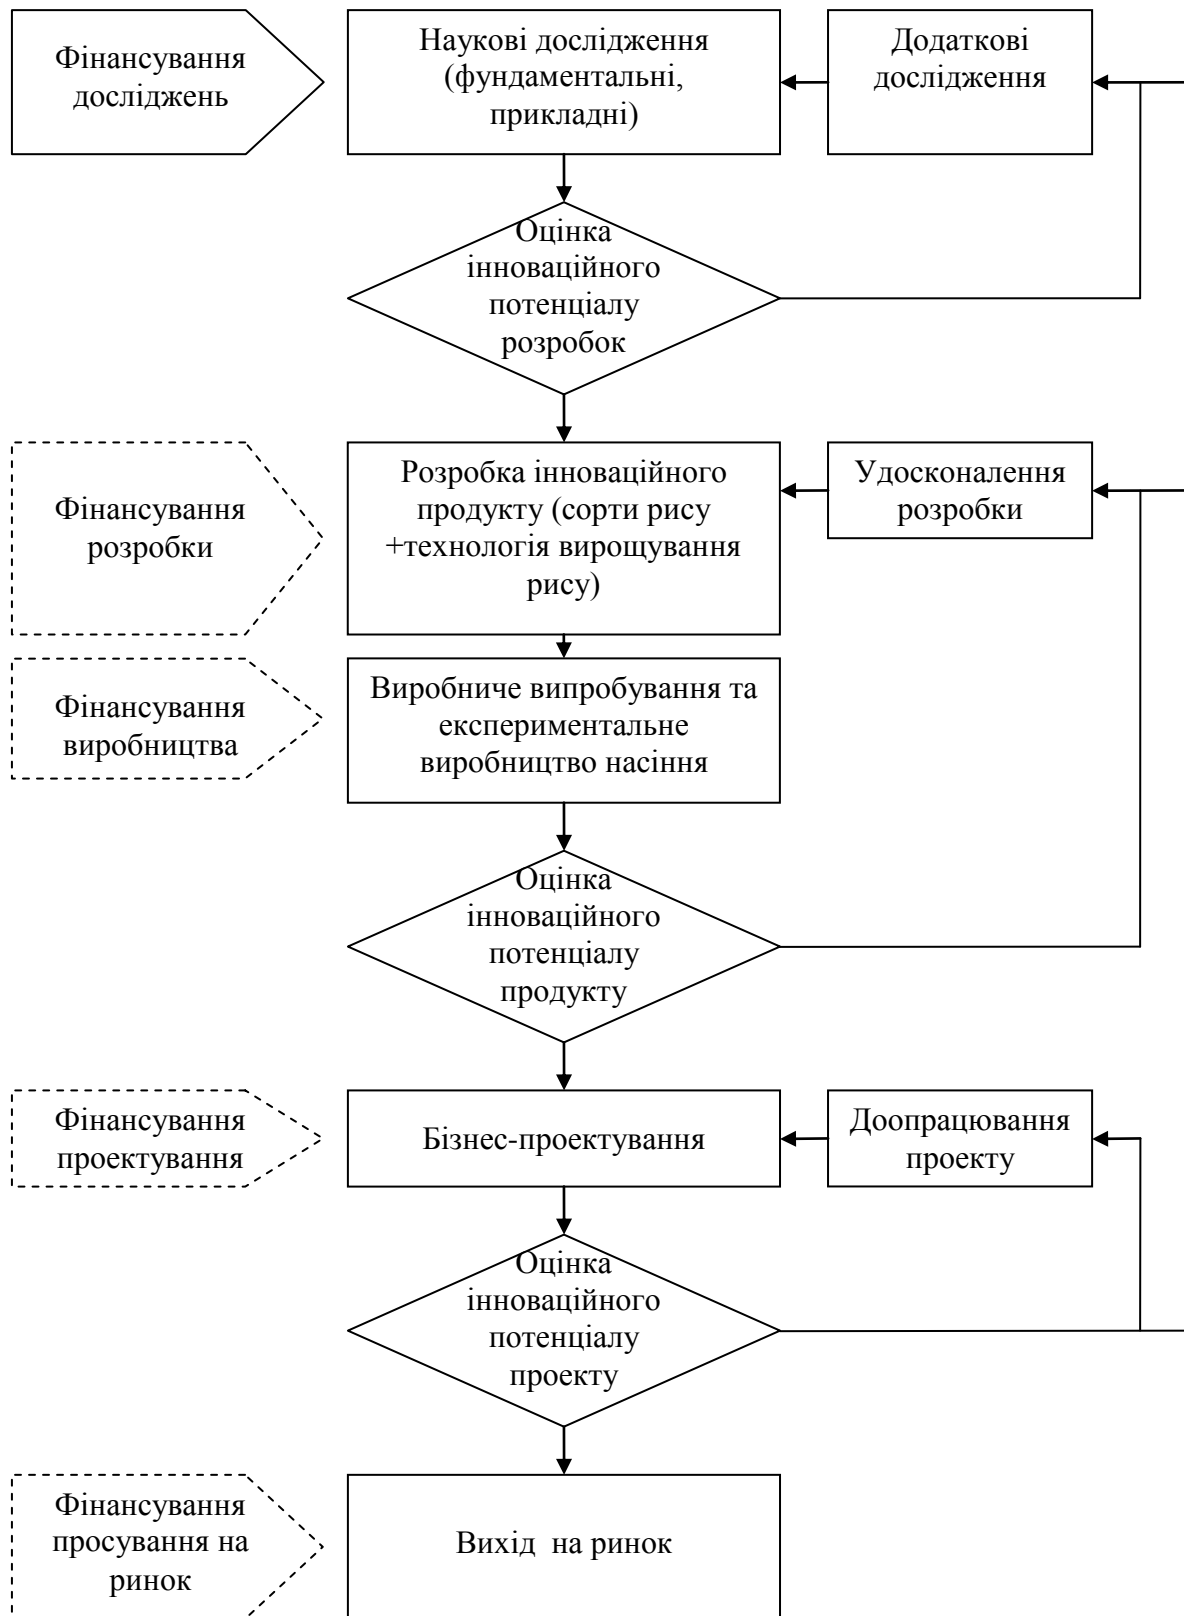 Фінансування
досліджень
Наукові дослідження
(фундаментальні,
прикладні)
Додаткові
дослідження
Оцінка
інноваційного
потенціалу
розробок
Фінансування
розробки
Розробка інноваційного
продукту (сорти рису
+технологія вирощування
рису)
Удосконалення
розробки
Фінансування
виробництва
Виробниче випробування та
експериментальне
виробництво насіння
Оцінка
інноваційного
потенціалу
продукту
Фінансування
проектування
Бізнес-проектування
Доопрацювання
проекту
Оцінка
інноваційного
потенціалу
проекту
Фінансування
просування на
ринок
Вихід  на ринок